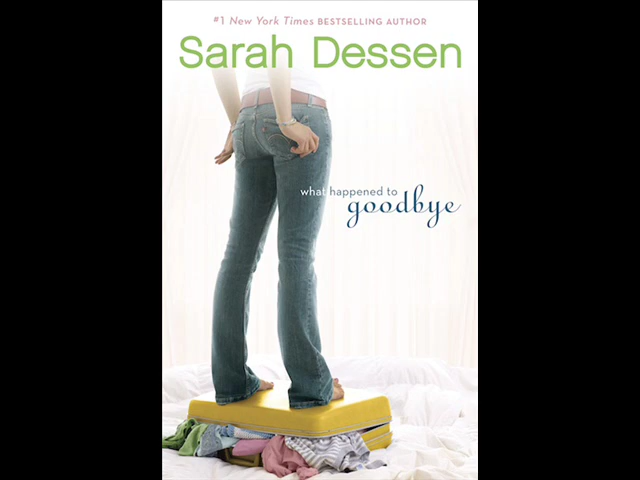 #1 New York Times BESTSELLING AUTHOR
Sarah Dessen
what happened to
goodbye